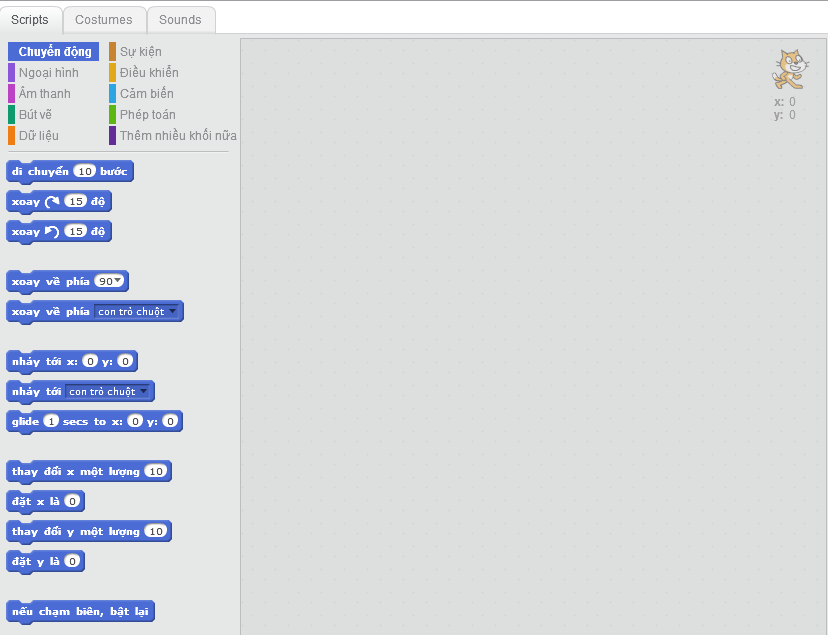 Scripts Costumes Sounds
Chuyển động Sự kiện
Ngoại hình Điều khiển
Âm thanh Cảm biến
Bút vẽ Phép toán
Dữ liệu Thêm nhiều khối nữa
x: 0
y: 0
di chuyển 10 bước
xoay 15 độ
xoay 15 độ
xoay về phía 90
xoay về phía con trỏ chuột
nhảy tới x: 0 y: 0
nhảy tới con trỏ chuột
glide 1 secs to x: 0 y: 0
thay đổi x một lượng 10
đặt x là 0
thay đổi y một lượng 10
đặt y là 0
nếu chạm biên, bật lại